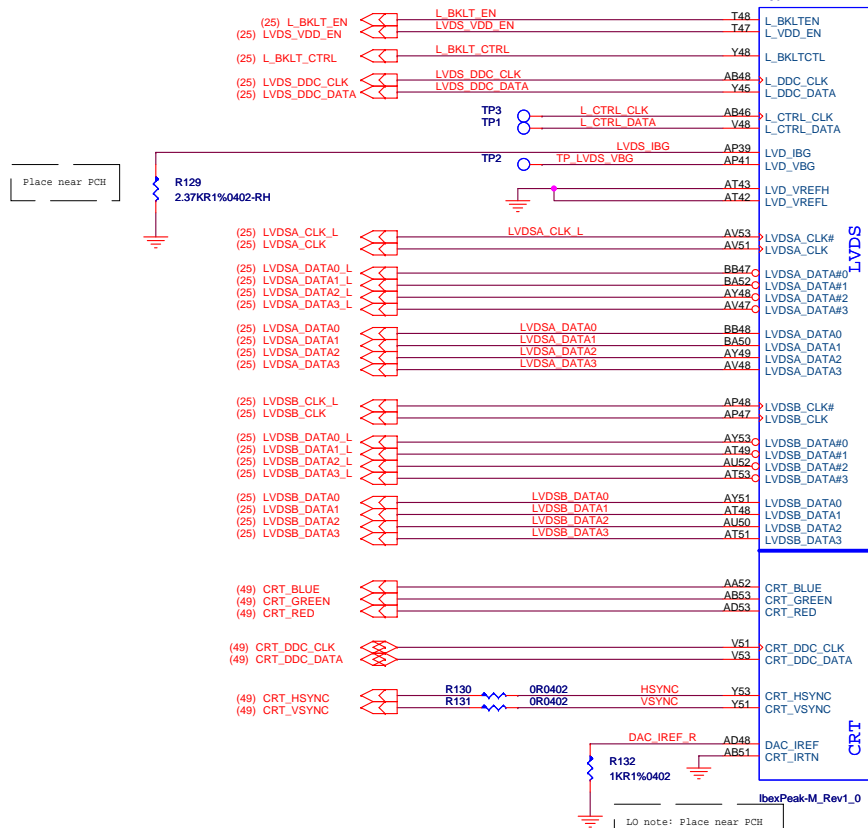 (25) L_BKLT_EN L_BKLT_EN T48 L_BKLTEN
(25) LVDS_VDD_EN LVDS_VDD_EN T47 L_VDD_EN
(25) L_BKLT_CTRL L_BKLT_CTRL Y48 L_BKLTCTL
(25) LVDS_DDC_CLK LVDS_DDC_CLK AB48 L_DDC_CLK
(25) LVDS_DDC_DATA LVDS_DDC_DATA Y45 L_DDC_DATA
TP3 L_CTRL_CLK AB46 L_CTRL_CLK
TP1 L_CTRL_DATA V48 L_CTRL_DATA
LVDS_IBG AP39 LVD_IBG
TP2 TP_LVDS_VBG AP41 LVD_VBG
Place near PCH
R129
2.37KR1%0402-RH
AT43 LVD_VREFH
AT42 LVD_VREFL
(25) LVDSA_CLK_L LVDSA_CLK_L AV53 LVDSA_CLK#
(25) LVDSA_CLK AV51 LVDSA_CLK
LVDS
(25) LVDSA_DATA0_L BB47 LVDSA_DATA#0
(25) LVDSA_DATA1_L BA52 LVDSA_DATA#1
(25) LVDSA_DATA2_L AY48 LVDSA_DATA#2
(25) LVDSA_DATA3_L AV47 LVDSA_DATA#3
(25) LVDSA_DATA0 LVDSA_DATA0 BB48 LVDSA_DATA0
(25) LVDSA_DATA1 LVDSA_DATA1 BA50 LVDSA_DATA1
(25) LVDSA_DATA2 LVDSA_DATA2 AY49 LVDSA_DATA2
(25) LVDSA_DATA3 LVDSA_DATA3 AV48 LVDSA_DATA3
(25) LVDSB_CLK_L AP48 LVDSB_CLK#
(25) LVDSB_CLK AP47 LVDSB_CLK
(25) LVDSB_DATA0_L AY53 LVDSB_DATA#0
(25) LVDSB_DATA1_L AT49 LVDSB_DATA#1
(25) LVDSB_DATA2_L AU52 LVDSB_DATA#2
(25) LVDSB_DATA3_L AT53 LVDSB_DATA#3
(25) LVDSB_DATA0 LVDSB_DATA0 AY51 LVDSB_DATA0
(25) LVDSB_DATA1 LVDSB_DATA1 AT48 LVDSB_DATA1
(25) LVDSB_DATA2 LVDSB_DATA2 AU50 LVDSB_DATA2
(25) LVDSB_DATA3 LVDSB_DATA3 AT51 LVDSB_DATA3
(49) CRT_BLUE AA52 CRT_BLUE
(49) CRT_GREEN AB53 CRT_GREEN
(49) CRT_RED AD53 CRT_RED
(49) CRT_DDC_CLK V51 CRT_DDC_CLK
(49) CRT_DDC_DATA V53 CRT_DDC_DATA
(49) CRT_HSYNC R130 0R0402 HSYNC Y53 CRT_HSYNC
(49) CRT_VSYNC R131 0R0402 VSYNC Y51 CRT_VSYNC
DAC_IREF_R AD48 DAC_IREF
AB51 CRT_IRTN
CRT
R132
1KR1%0402
IbexPeak-M_Rev1_0
LO note: Place near PCH